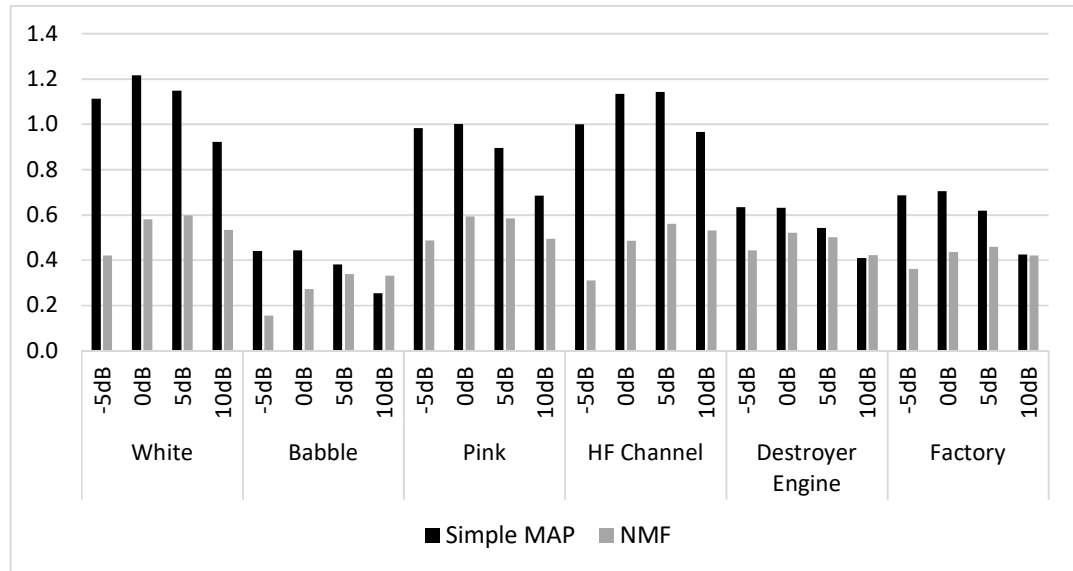 1.4
1.2
1.0
0.8
0.6
0.4
0.2
0.0
-5dB 0dB 5dB 10dB -5dB 0dB 5dB 10dB -5dB 0dB 5dB 10dB -5dB 0dB 5dB 10dB -5dB 0dB 5dB 10dB -5dB 0dB 5dB 10dB
White Babble Pink HF Channel Destroyer Factory
Engine
Simple MAP NMF